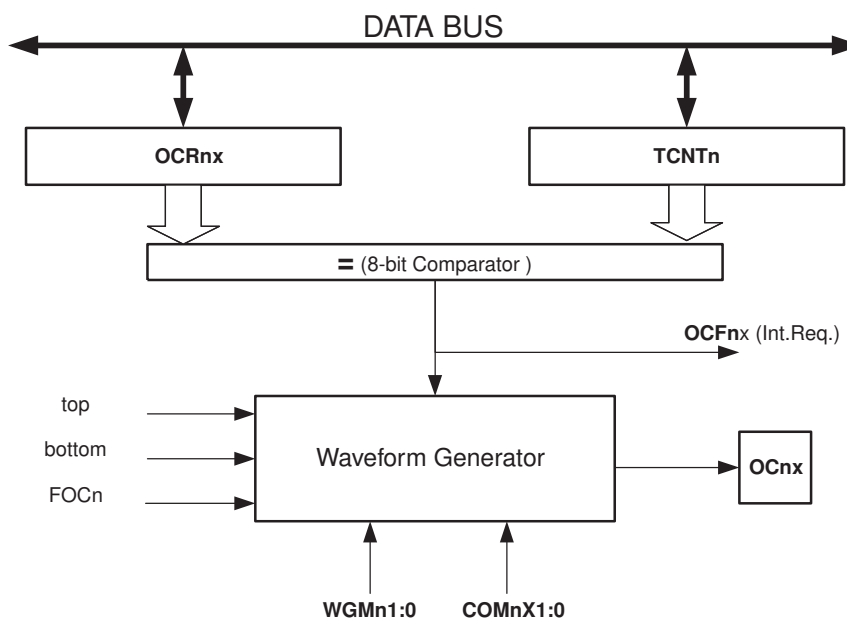 DATA BUS
OCRnx
TCNTn
= (8-bit Comparator )
OCFnx (Int.Req.)
top
bottom
FOCn
Waveform Generator
OCnx
WGMn1:0
COMnX1:0